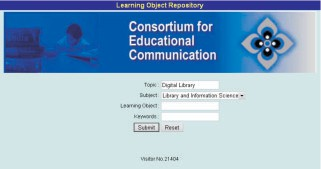 Learning Object Repository
Consortium for
Educational
Communication
Topic: Digital Library
Subject: Library and Information Science
Learning Object:
Keywords:
Submit Reset
Visitor No.21404